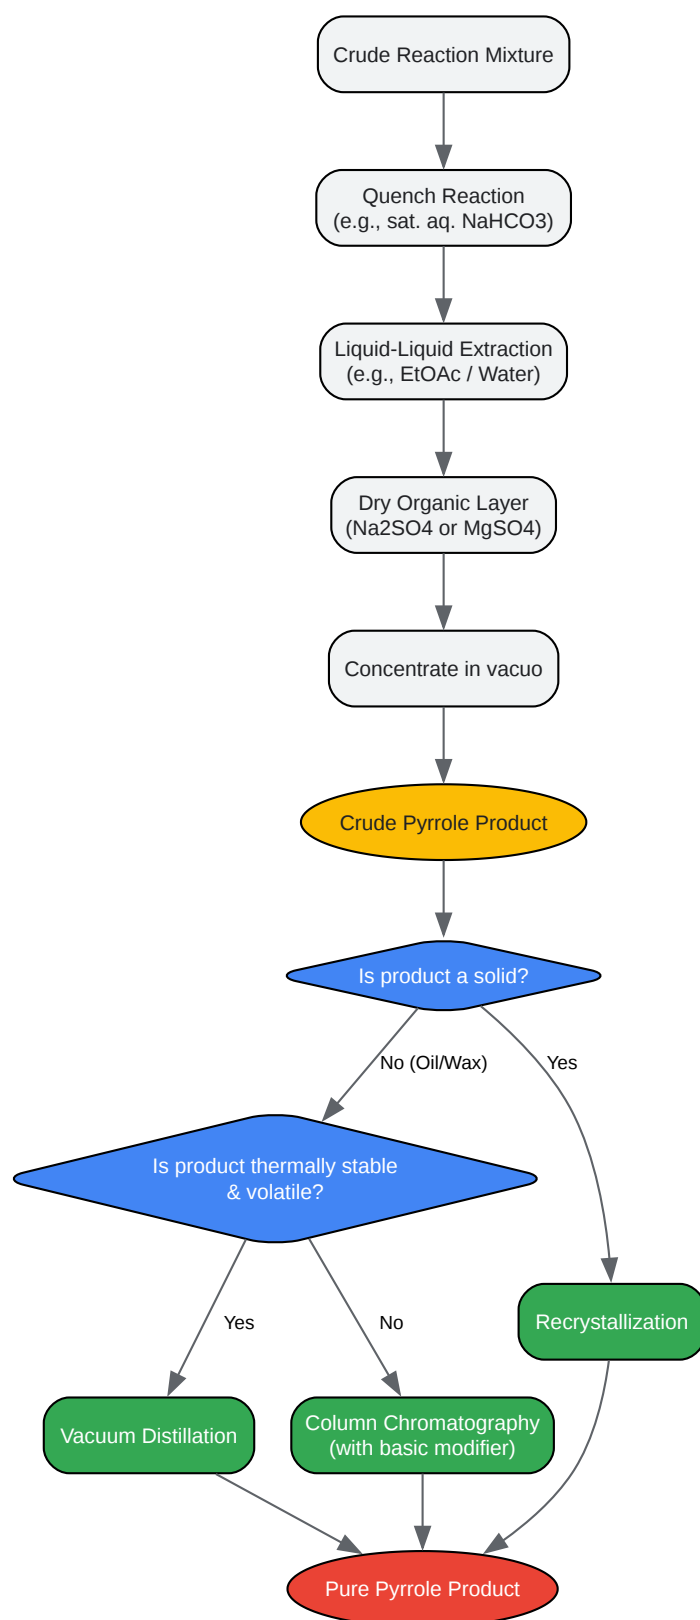 Crude Reaction Mixture
Quench Reaction
(e.g., sat. aq. NaHCO3)
Liquid-Liquid Extraction
(e.g., EtOAc / Water)
Dry Organic Layer
(Na2SO4 or MgSO4)
Concentrate in vacuo
Crude Pyrrole Product
Is product a solid?
No (Oil/Wax)
Yes
Is product thermally stable
& volatile?
Yes
No
Recrystallization
Vacuum Distillation
Column Chromatography
(with basic modifier)
Pure Pyrrole Product